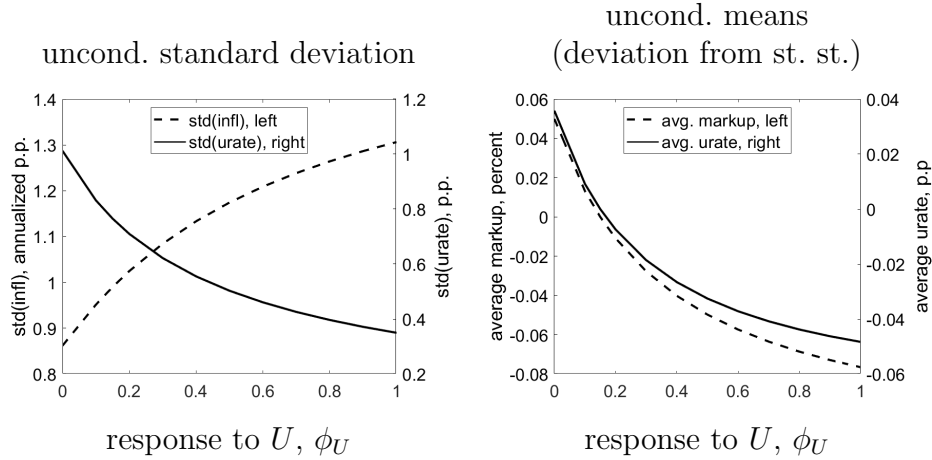 uncond. standard deviation
1.4
1.3
1.2
1.1
1
0.9
0.8
std(infl), annualized p.p.
std(infl), left
std(urate), right
1.2
1
0.8
0.6
0.4
0.2
std(urate), p.p.
0 0.2 0.4 0.6 0.8 1
response to U, ϕ_U
uncond. means
(deviation from st. st.)
0.06
0.04
0.02
0
-0.02
-0.04
-0.06
-0.08
average markup, percent
avg. markup, left
avg. urate, right
0.04
0.02
0
-0.02
-0.04
-0.06
average urate, p.p
0 0.2 0.4 0.6 0.8 1
response to U, ϕ_U